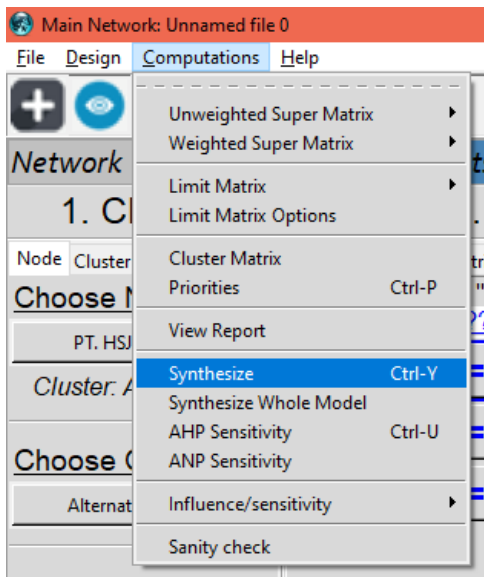 Main Network: Unnamed file 0
File Design Computations Help
Unweighted Super Matrix
Weighted Super Matrix
Network
Limit Matrix
1. Cl
Limit Matrix Options
Node Cluster
Cluster Matrix
Choose
Priorities Ctrl-P
PT. HSJ
View Report
Cluster:
Synthesize Ctrl-Y
Synthesize Whole Model
AHP Sensitivity Ctrl-U
Choose
ANP Sensitivity
Alternat
Influence/sensitivity
Sanity check